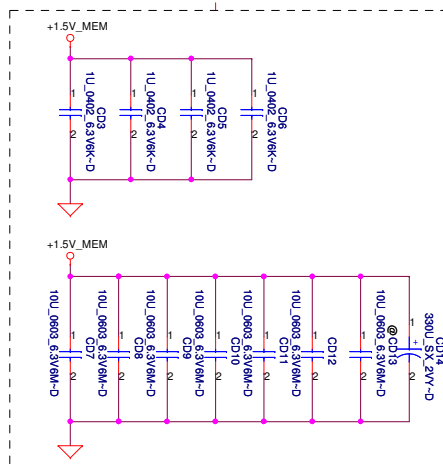 +1.5V_MEM
1
2
1U_0402_6.3V6K~D
CD3
1
2
1U_0402_6.3V6K~D
CD4
1
2
1U_0402_6.3V6K~D
CD5
1
2
1U_0402_6.3V6K~D
CD6
+1.5V_MEM
1
2
10U_0603_6.3V6M~D
CD7
1
2
10U_0603_6.3V6M~D
CD8
1
2
10U_0603_6.3V6M~D
CD9
1
2
10U_0603_6.3V6M~D
CD10
1
2
10U_0603_6.3V6M~D
CD11
1
2
10U_0603_6.3V6M~D
CD12
1
2
10U_0603_6.3V6M~D
@CD13
1
+
2
330U_SX_2VY~D
CD14